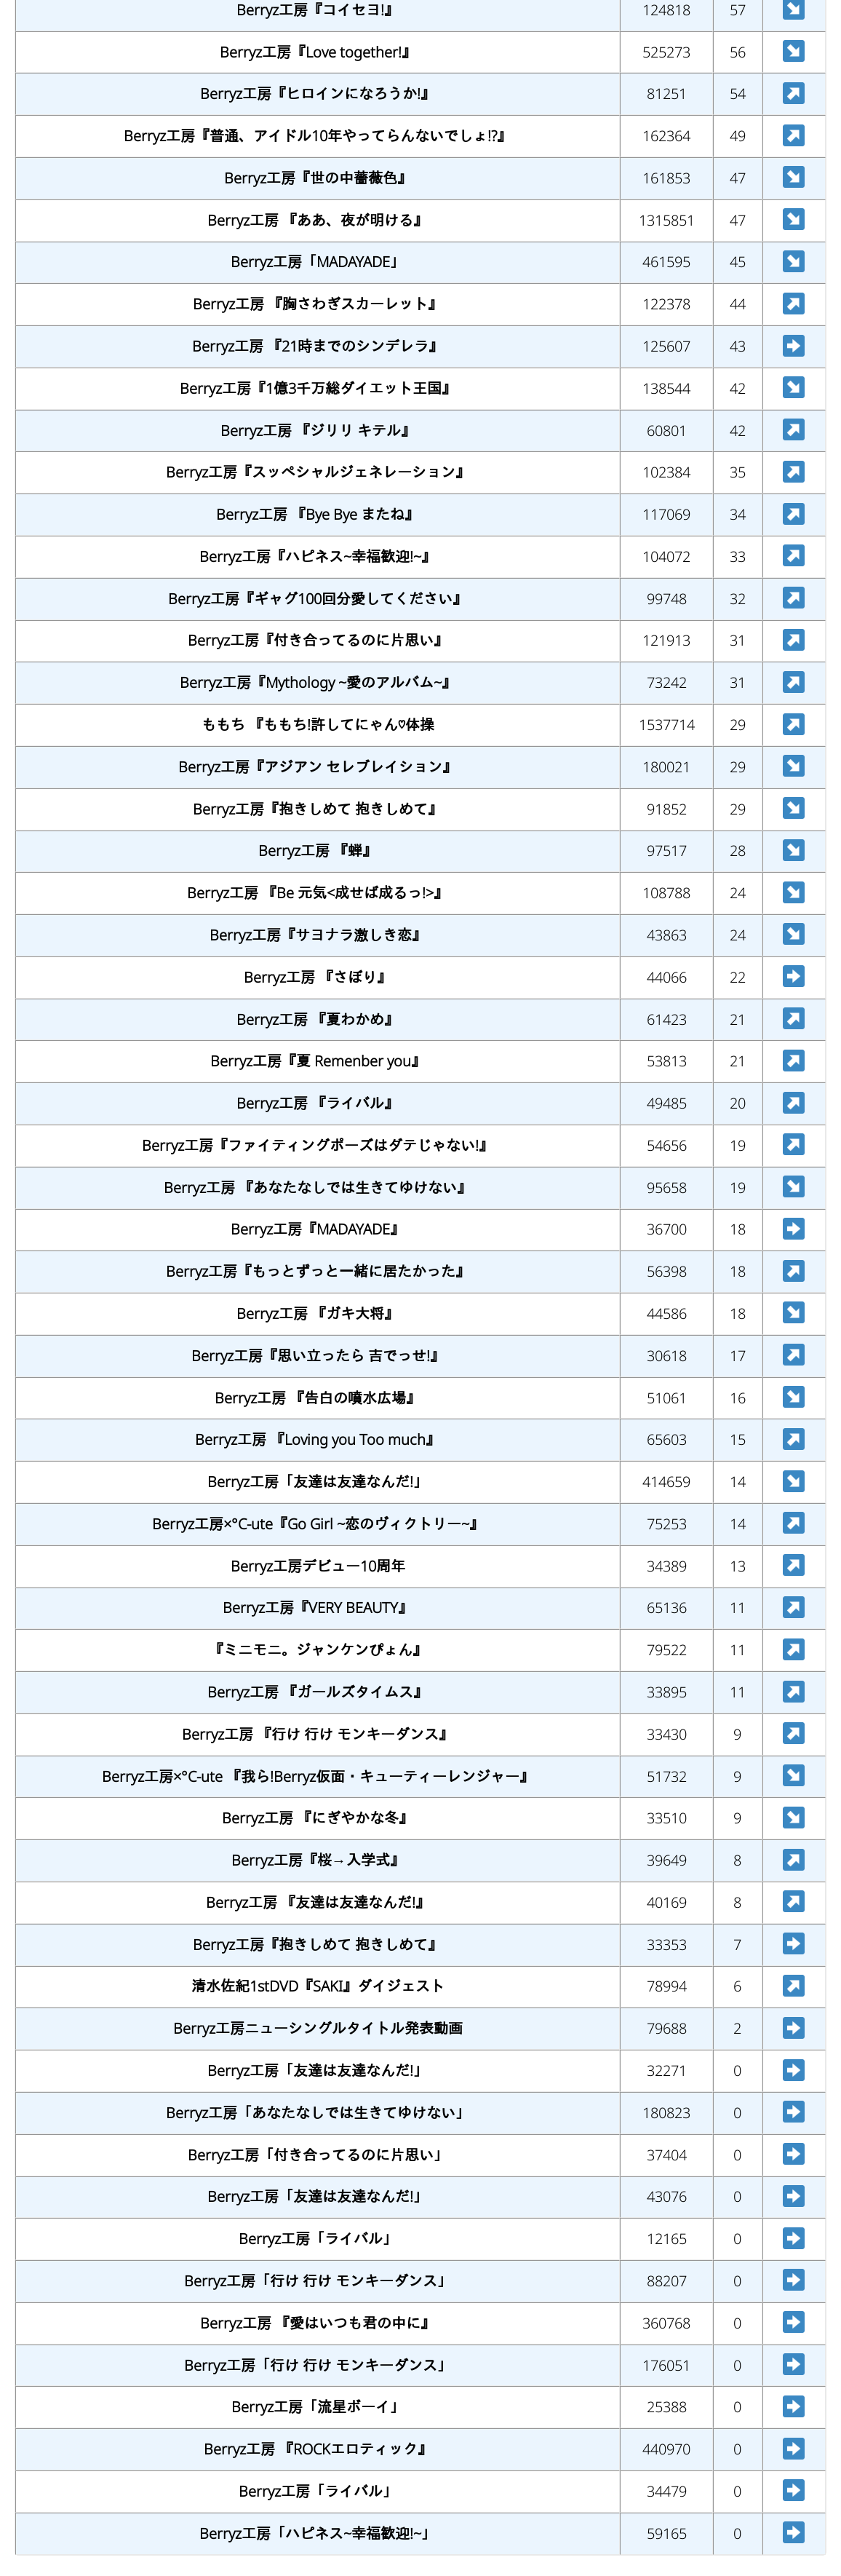 Berryz工房『コイセヨ!』 124818 57 ↘
Berryz工房『Love together!』 525273 56 ↘
Berryz工房『ヒロインになろうか!』 81251 54 ↗
Berryz工房『普通、アイドル10年やってらんないでしょ!?』 162364 49 ↗
Berryz工房『世の中薔薇色』 161853 47 ↘
Berryz工房 『ああ、夜が明ける』 1315851 47 ↘
Berryz工房「MADAYADE」 461595 45 ↘
Berryz工房 『胸さわぎスカーレット』 122378 44 ↗
Berryz工房 『21時までのシンデレラ』 125607 43 ➡
Berryz工房『1億3千万総ダイエット王国』 138544 42 ↘
Berryz工房 『ジリリ キテル』 60801 42 ↗
Berryz工房『スッペシャルジェネレ〜ション』 102384 35 ↗
Berryz工房 『Bye Bye またね』 117069 34 ↗
Berryz工房『ハピネス~幸福歓迎!~』 104072 33 ↗
Berryz工房『ギャグ100回分愛してください』 99748 32 ↗
Berryz工房『付き合ってるのに片思い』 121913 31 ↗
Berryz工房『Mythology ~愛のアルバム~』 73242 31 ↗
ももち 『ももち!許してにゃん♡体操 1537714 29 ↗
Berryz工房『アジアン セレブレイション』 180021 29 ↘
Berryz工房『抱きしめて 抱きしめて』 91852 29 ↘
Berryz工房 『蝉』 97517 28 ↘
Berryz工房 『Be 元気<成せば成るっ!>』 108788 24 ↘
Berryz工房『サヨナラ激しき恋』 43863 24 ↘
Berryz工房 『さぼり』 44066 22 ➡
Berryz工房 『夏わかめ』 61423 21 ↗
Berryz工房『夏 Remenber you』 53813 21 ↗
Berryz工房 『ライバル』 49485 20 ↗
Berryz工房『ファイティングポーズはダテじゃない!』 54656 19 ↗
Berryz工房 『あなたなしでは生きてゆけない』 95658 19 ↘
Berryz工房『MADAYADE』 36700 18 ➡
Berryz工房『もっとずっと一緒に居たかった』 56398 18 ↗
Berryz工房 『ガキ大将』 44586 18 ↘
Berryz工房『思い立ったら 吉でっせ!』 30618 17 ↗
Berryz工房 『告白の噴水広場』 51061 16 ↘
Berryz工房 『Loving you Too much』 65603 15 ↗
Berryz工房「友達は友達なんだ!」 414659 14 ↘
Berryz工房×°C-ute『Go Girl ~恋のヴィクトリー~』 75253 14 ↗
Berryz工房デビュー10周年 34389 13 ↗
Berryz工房『VERY BEAUTY』 65136 11 ↗
『ミニモニ。ジャンケンぴょん』 79522 11 ↗
Berryz工房 『ガールズタイムス』 33895 11 ↗
Berryz工房 『行け 行け モンキーダンス』 33430 9 ↗
Berryz工房×°C-ute 『我ら!Berryz仮面・キューティーレンジャー』 51732 9 ↘
Berryz工房 『にぎやかな冬』 33510 9 ↘
Berryz工房『桜→入学式』 39649 8 ↗
Berryz工房 『友達は友達なんだ!』 40169 8 ↗
Berryz工房『抱きしめて 抱きしめて』 33353 7 ➡
清水佐紀1stDVD『SAKI』ダイジェスト 78994 6 ↗
Berryz工房ニューシングルタイトル発表動画 79688 2 ➡
Berryz工房「友達は友達なんだ!」 32271 0 ➡
Berryz工房「あなたなしでは生きてゆけない」 180823 0 ➡
Berryz工房「付き合ってるのに片思い」 37404 0 ➡
Berryz工房「友達は友達なんだ!」 43076 0 ➡
Berryz工房「ライバル」 12165 0 ➡
Berryz工房「行け 行け モンキーダンス」 88207 0 ➡
Berryz工房 『愛はいつも君の中に』 360768 0 ➡
Berryz工房「行け 行け モンキーダンス」 176051 0 ➡
Berryz工房「流星ボーイ」 25388 0 ➡
Berryz工房 『ROCKエロティック』 440970 0 ➡
Berryz工房「ライバル」 34479 0 ➡
Berryz工房「ハピネス~幸福歓迎!~」 59165 0 ➡